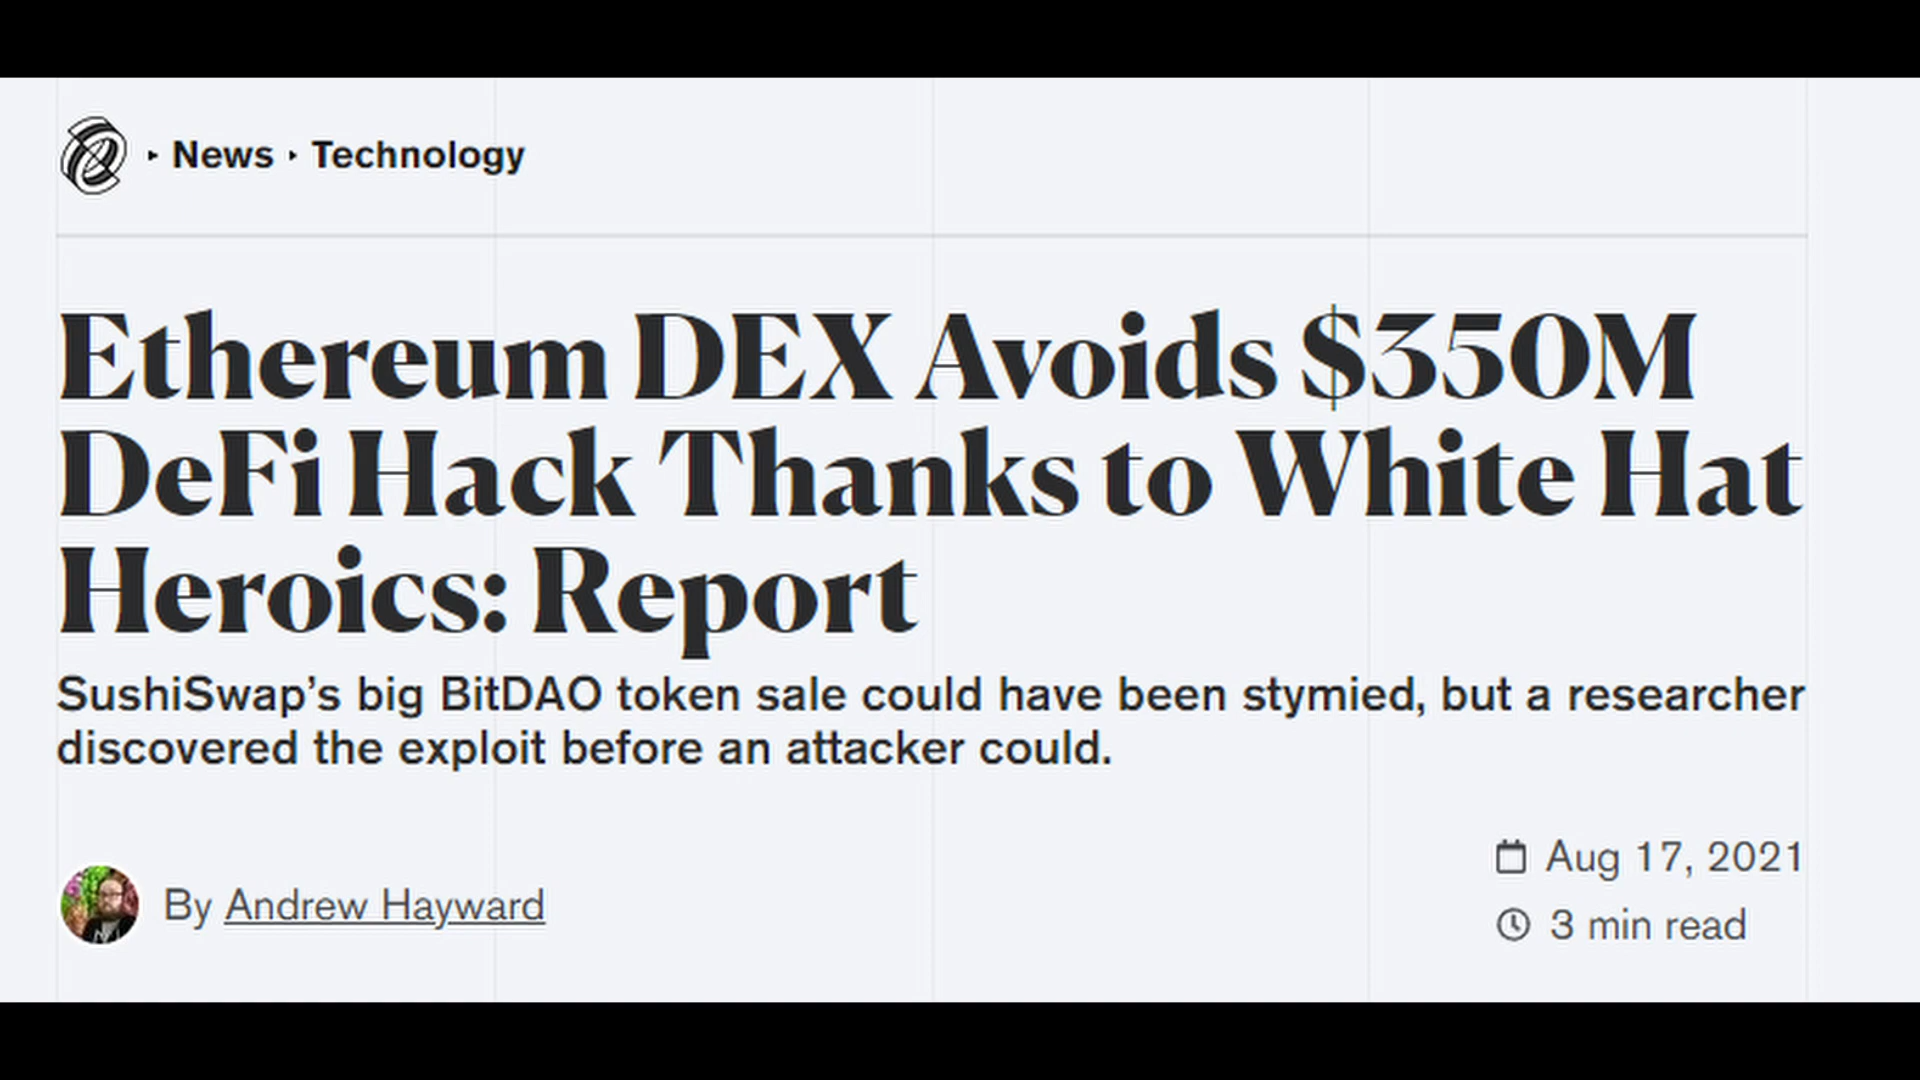 News Technology
Ethereum DEX Avoids $350M
DeFi Hack Thanks to White Hat
Heroics: Report
SushiSwap’s big BitDAO token sale could have been stymied, but a researcher
discovered the exploit before an attacker could.
By Andrew Hayward
Aug 17, 2021
3 min read